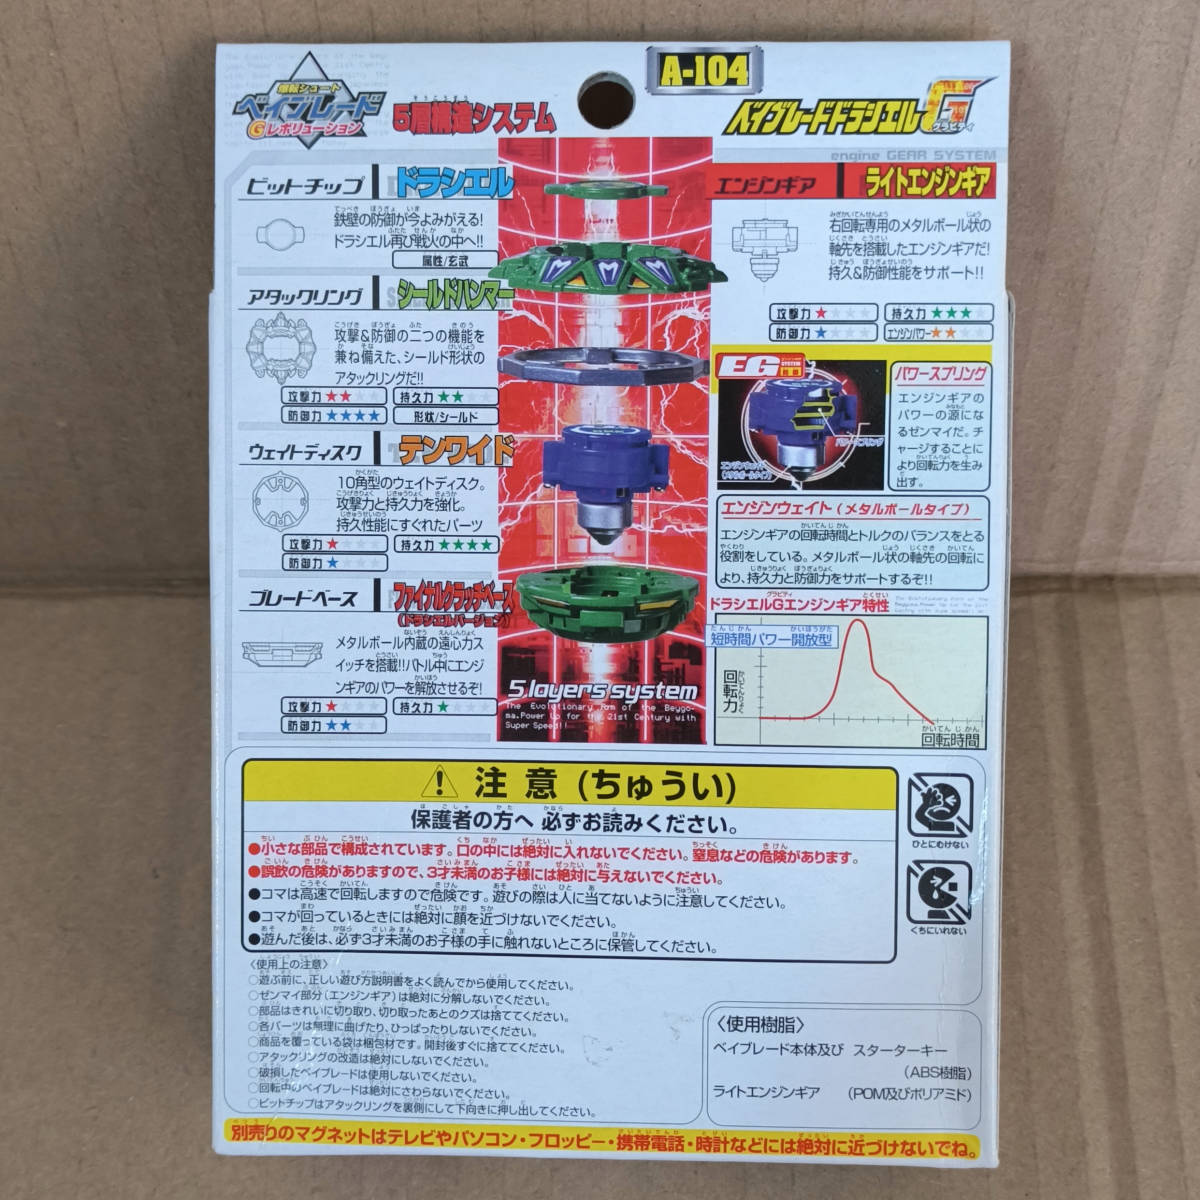 爆転シュート
ベイブレード
Gレボリューション
5層構造システム
A-104
ベイブレードドラシエルG
グラビティ
engine GEAR SYSTEM
ビットチップ
ドラシエル
鉄壁の防御が今よみがえる!
ドラシエル再び戦火の中へ!!
属性/玄武
アタックリング
シールドハンマー
攻撃&防御の二つの機能を
兼ね備えた、シールド形状の
アタックリングだ!!
攻撃力★★★★★
持久力★★★★★
防御力★★★★★
形状/シールド
ウェイトディスク
テンワイド
10角型のウェイトディスク。
攻撃力と持久力を強化。
持久性能にすぐれたパーツ
攻撃力★★★★
持久力★★★★
防御力★★★★
ブレードベース
ファイナルクラッチベース
(ドラシエルバージョン)
メタルボール内蔵の遠心力ス
イッチを搭載!!バトル中にエンジ
ンギアのパワーを解放させるぞ!
攻撃力★★★★
持久力★★★★
防御力★★★★
5 layers system
The Evolutionary Form of the Beygo-
ma.Power Up for the 21st Century with
Super Speed!!
エンジンギア
ライトエンジンギア
右回転専用のメタルボール状の
軸先を搭載したエンジンギアだ!
持久&防御性能をサポート!!
攻撃力★★★★
持久力★★★★★
防御力★★★★
エンジンパワー★★★★
EG
パワースプリング
パワースプリング
エンジンギアの
パワーの源にな
るゼンマイだ。チ
ャージすることに
より回転力を生み
出す。
エンジンウェイト(メタルボールタイプ)
エンジンギアの回転時間とトルクのバランスをとる
役割をしている。メタルボール状の軸先の回転に
より、持久力と防御力をサポートするぞ!!
ドラシエルGエンジンギア特性
短時間パワー開放型
回転力
回転時間
注意(ちゅうい)
保護者の方へ 必ずお読みください。
●小さな部品で構成されています。口の中には絶対に入れないでください。窒息などの危険があります。
●誤飲の危険がありますので、3才未満のお子様には絶対に与えないでください。
●コマは高速で回転しますので危険です。遊びの際は人に当てないように注意してください。
●コマが回っているときには絶対に顔を近づけないでください。
●遊んだ後は、必ず3才未満のお子様の手に触れないところに保管してください。
ひとにむけない
くちにいれない
〈使用上の注意〉
○遊ぶ前に、正しい遊び方説明書をよく読んでから使用してください。
○ゼンマイ部分(エンジンギア)は絶対に分解しないでください。
○部品はきれいに切り取り、切り取ったあとのクズは捨ててください。
○各パーツは無理に曲げたり、ひっぱったりしないでください。
○商品を覆っている袋は梱包材です。開封後すぐに捨ててください。
○アタックリングの改造は絶対にしないでください。
○破損したベイブレードは使用しないでください。
○回転中のベイブレードは絶対にさわらないでください。
○ビットチップはアタックリングを裏側にして下向きに押し出してください。
〈使用樹脂〉
ベイブレード本体及び スターターキー
(ABS樹脂)
ライトエンジンギア (POM及びポリアミド)
別売りのマグネットはテレビやパソコン・フロッピー・携帯電話・時計などには絶対に近づけないでね。